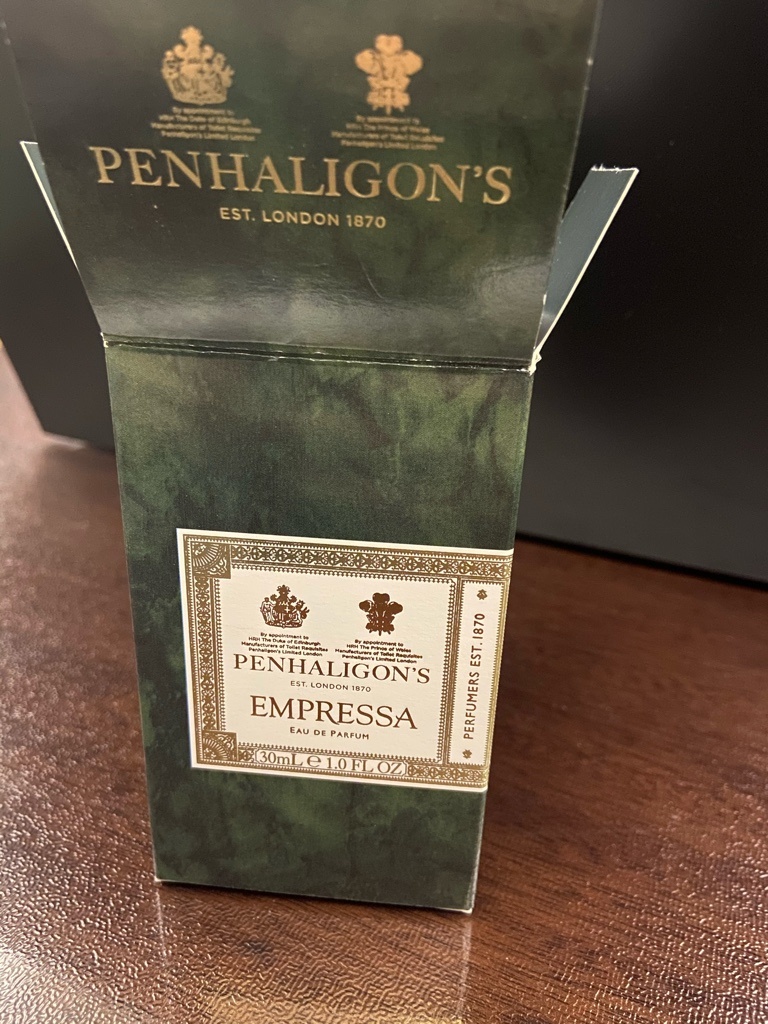 By appointment to
HRH The Duke of Edinburgh
Manufacturers of Toilet Requisites
Penhaligon's Limited London
By appointment to
HRH The Prince of Wales
Manufacturers of Toilet Requisites
Penhaligon's Limited London
PENHALIGON'S
EST. LONDON 1870
By appointment to
HRH The Duke of Edinburgh
Manufacturers of Toilet Requisites
Penhaligon's Limited London
By appointment to
HRH The Prince of Wales
Manufacturers of Toilet Requisites
Penhaligon's Limited London
PENHALIGON'S
EST. LONDON 1870
EMPRESSA
EAU DE PARFUM
30mL e 1.0 FL OZ
PERFUMERS EST. 1870